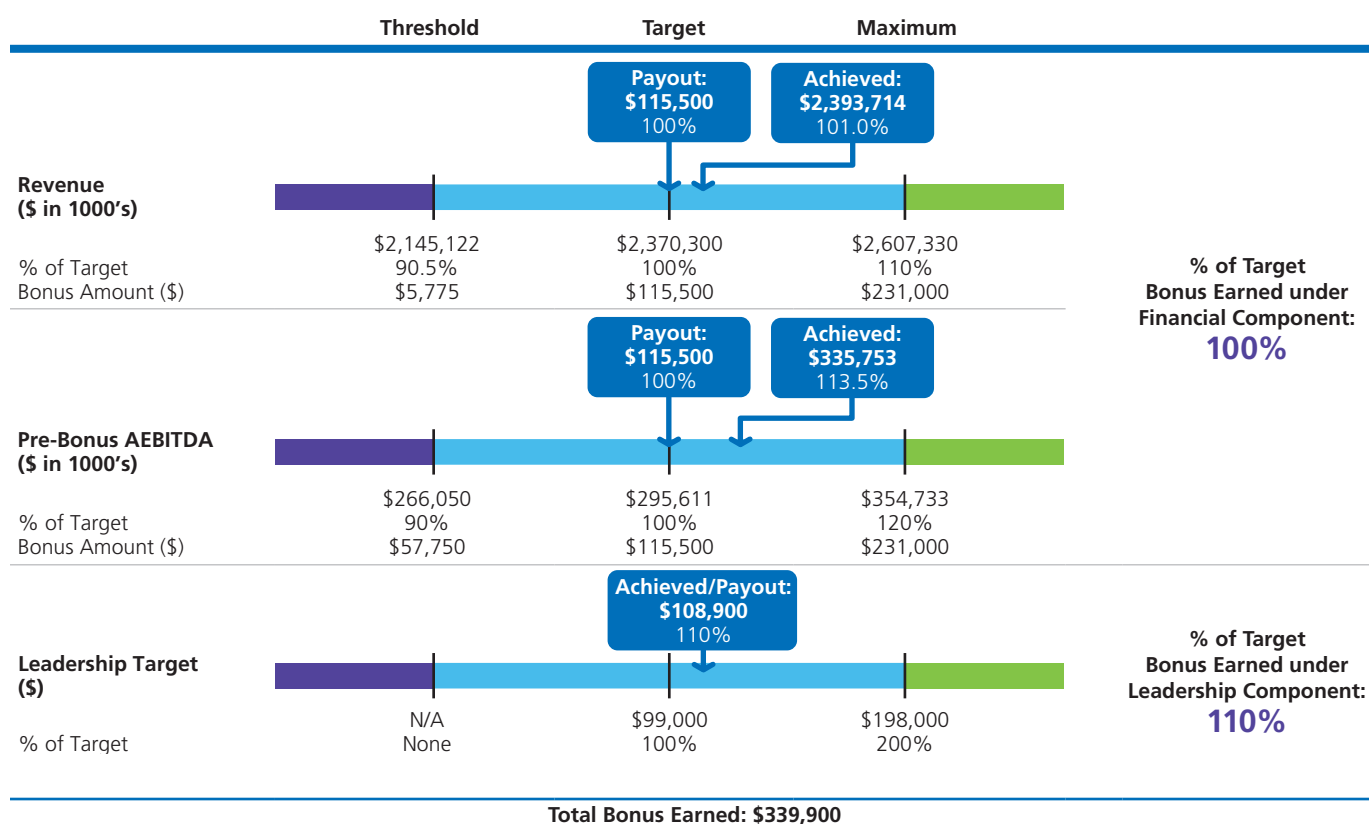 Threshold Target Maximum
Payout:
$115,500
100%
Achieved:
$2,393,714
101.0%
Revenue
($ in 1000's)
$2,145,122 $2,370,300 $2,607,330
% of Target 90.5% 100% 110%
Bonus Amount ($) $5,775 $115,500 $231,000
Payout:
$115,500
100%
Achieved:
$335,753
113.5%
Pre-Bonus AEBITDA
($ in 1000's)
$266,050 $295,611 $354,733
% of Target 90% 100% 120%
Bonus Amount ($) $57,750 $115,500 $231,000
% of Target
Bonus Earned under
Financial Component:
100%
Achieved/Payout:
$108,900
110%
Leadership Target
($)
N/A $99,000 $198,000
% of Target None 100% 200%
% of Target
Bonus Earned under
Leadership Component:
110%
Total Bonus Earned: $339,900